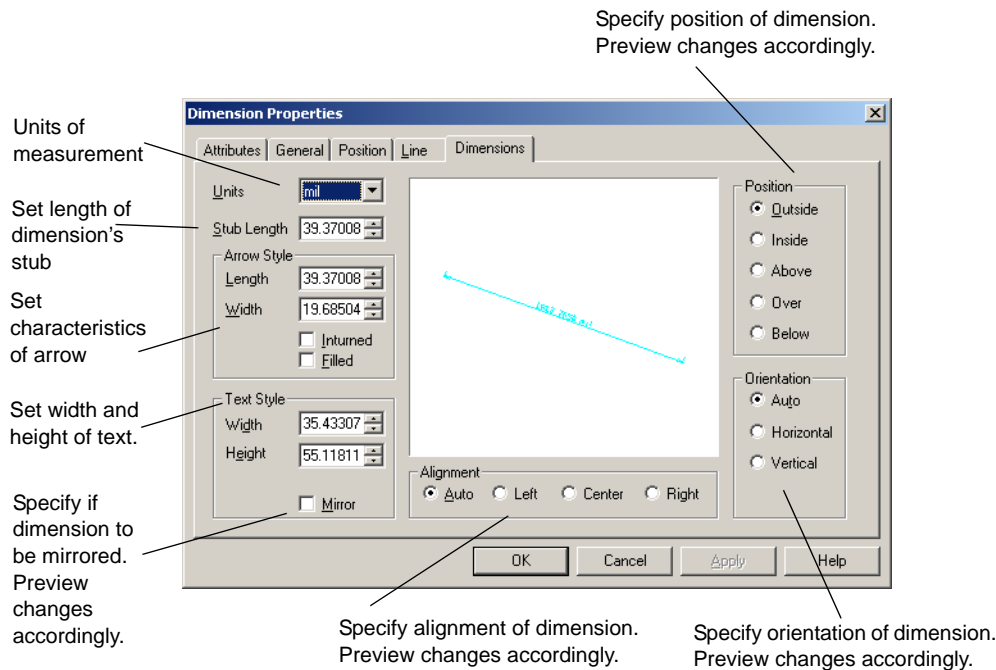 Specify position of dimension.
Preview changes accordingly.
Dimension Properties
Units of
measurement
Attributes General Position Line Dimensions
Units mil
Set length of
dimension’s
stub
Stub Length 39.37008
Arrow Style
Length 39.37008
Width 19.68504
Inturned
Filled
Set
characteristics
of arrow
Text Style
Width 35.43307
Height 55.11811
Mirror
Set width and
height of text.
Specify if
dimension to
be mirrored.
Preview
changes
accordingly.
Position
Outside
Inside
Above
Over
Below
Orientation
Auto
Horizontal
Vertical
Alignment
Auto Left Center Right
OK Cancel Apply Help
Specify alignment of dimension.
Preview changes accordingly.
Specify orientation of dimension.
Preview changes accordingly.